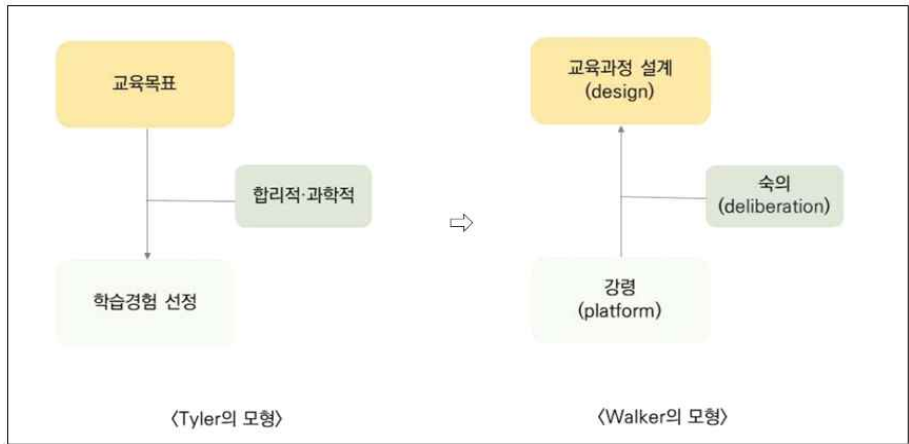 교육목표
합리적·과학적
학습경험 선정
〈Tyler의 모형〉
⇨
교육과정 설계
(design)
숙의
(deliberation)
강령
(platform)
〈Walker의 모형〉